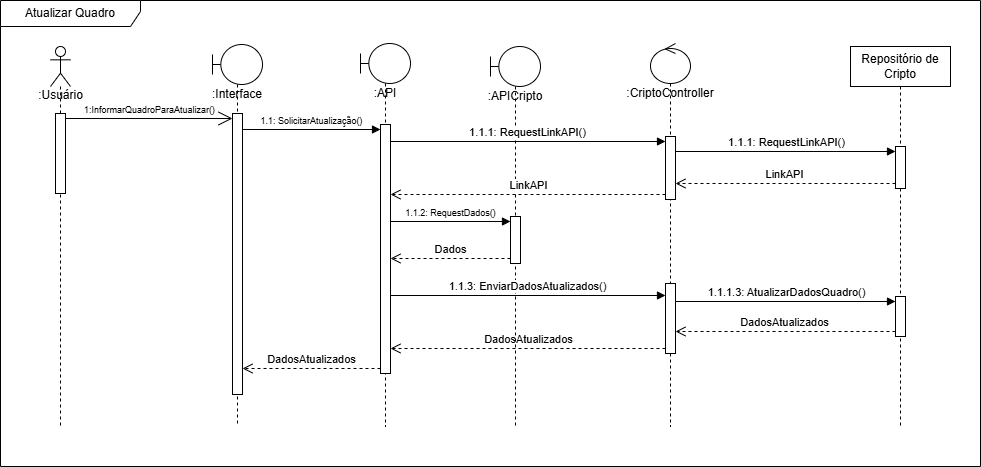 Atualizar Quadro
:Usuário
:Interface
:API
:APICripto
:CriptoController
Repositório de
Cripto
1:InformarQuadroParaAtualizar()
1.1: SolicitarAtualização()
1.1.1: RequestLinkAPI()
1.1.1: RequestLinkAPI()
LinkAPI
LinkAPI
1.1.2: RequestDados()
Dados
1.1.3: EnviarDadosAtualizados()
1.1.1.3: AtualizarDadosQuadro()
DadosAtualizados
DadosAtualizados
DadosAtualizados